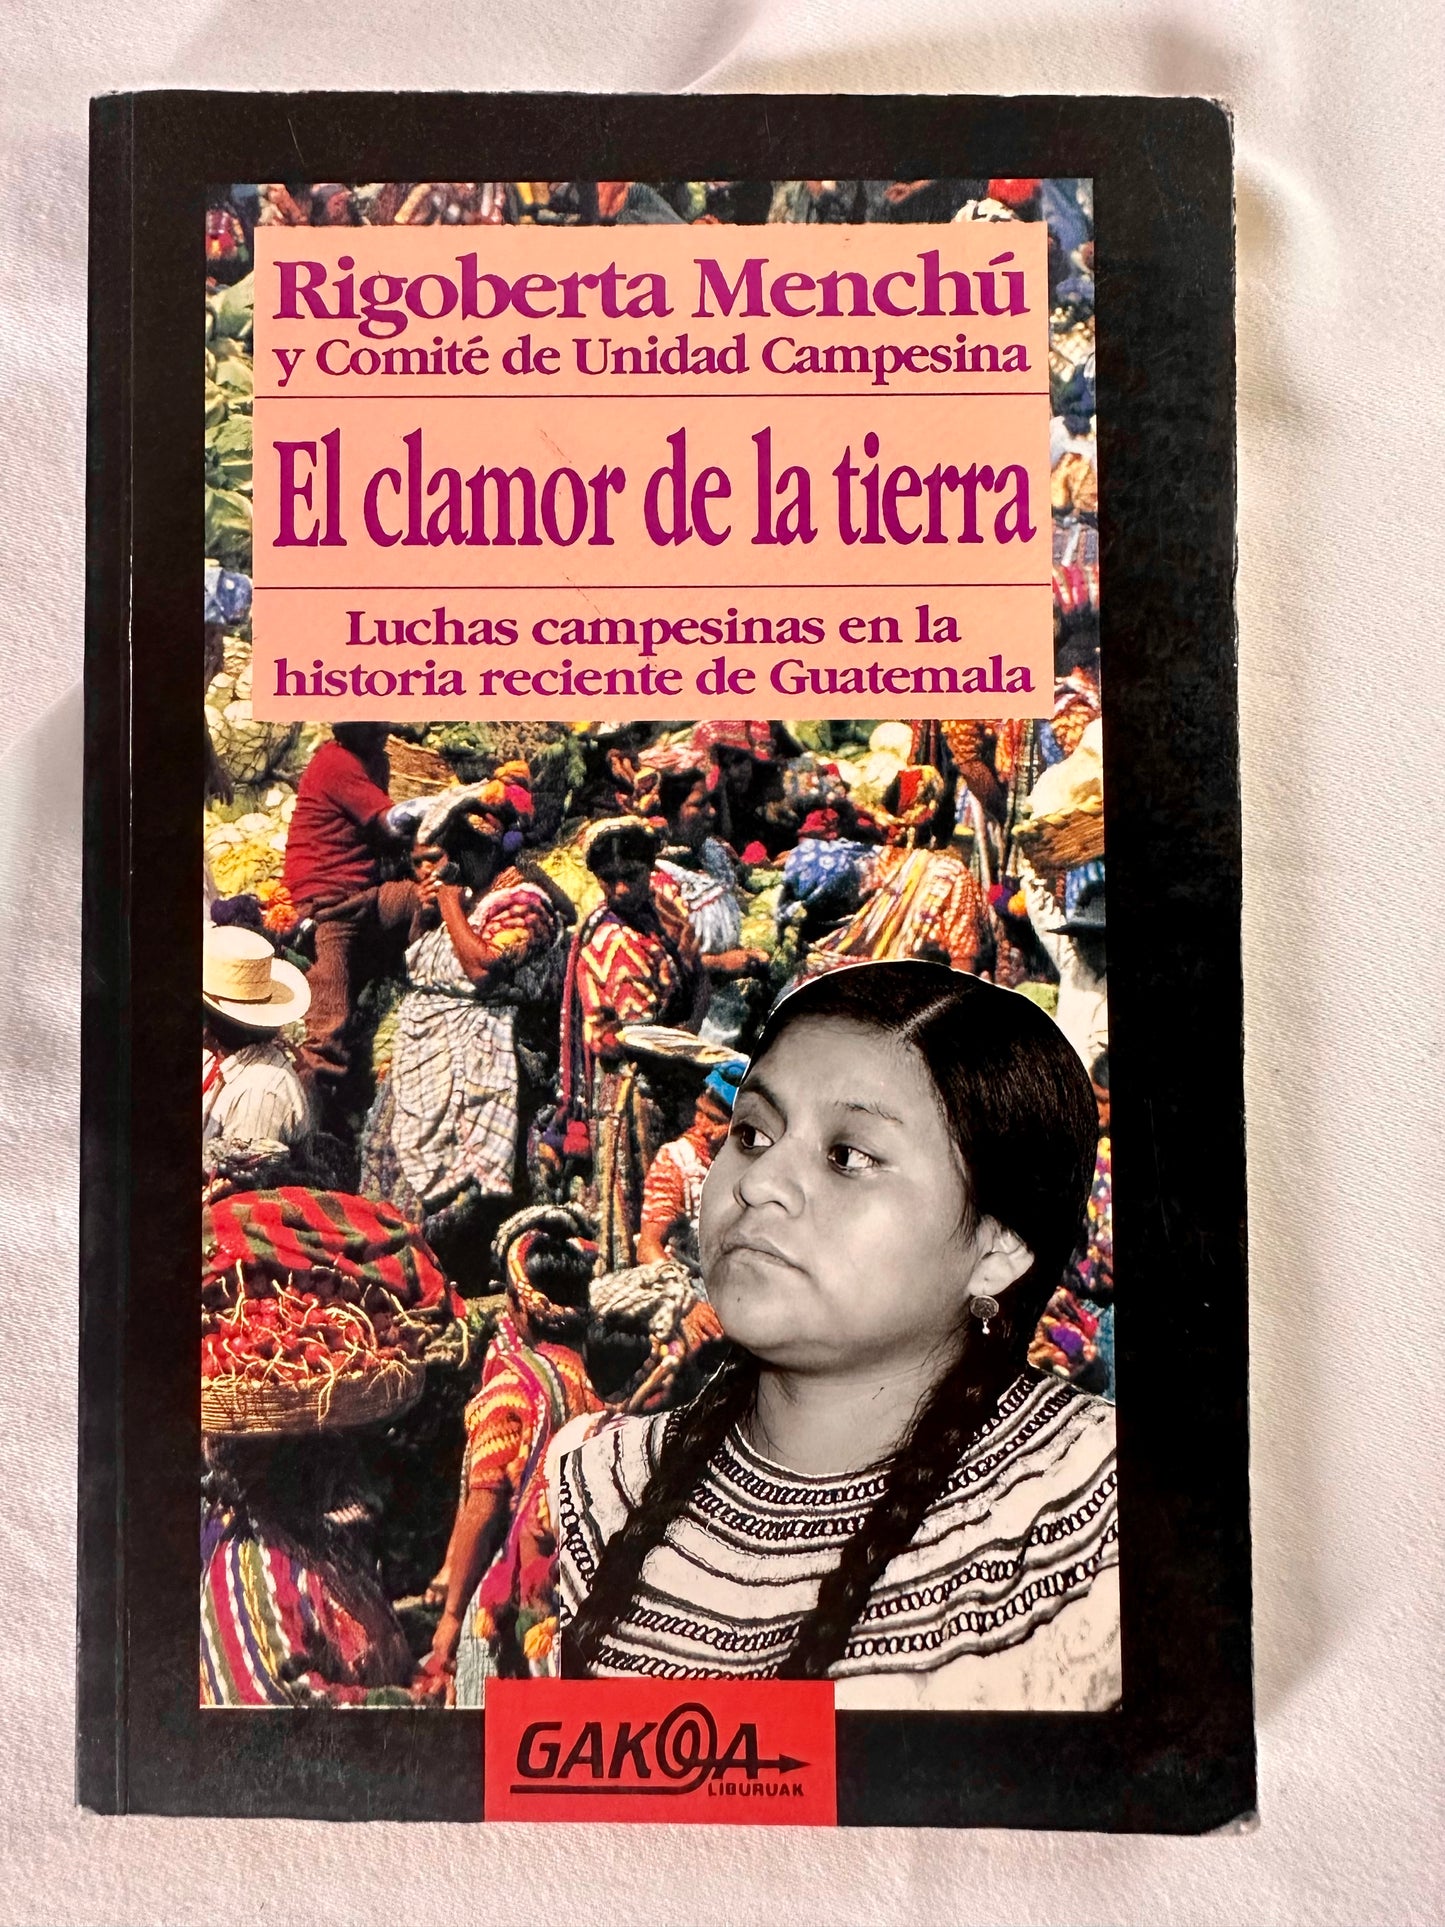 Rigoberta Menchú
y Comité de Unidad Campesina
El clamor de la tierra
Luchas campesinas en la
historia reciente de Guatemala
GAK@A
LIBURUAK